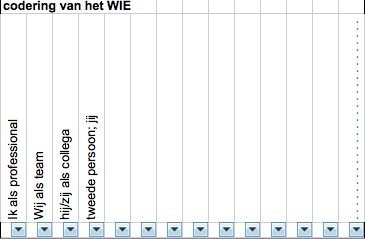 codering van het WIE
Ik als professional
Wij als team
hij/zij als collega
tweede persoon; jij